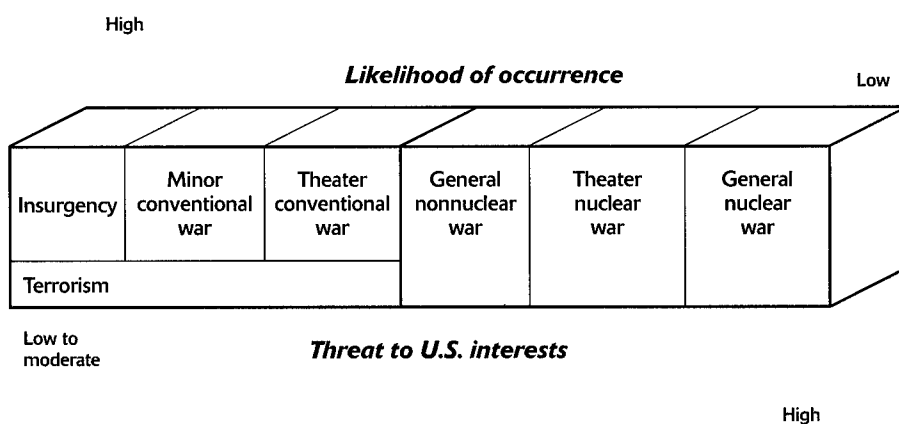 High
Likelihood of occurrence
Low
Insurgency
Minor
conventional
war
Theater
conventional
war
General
nonnuclear
war
Theater
nuclear
war
General
nuclear
war
Terrorism
Low to
moderate
Threat to U.S. interests
High